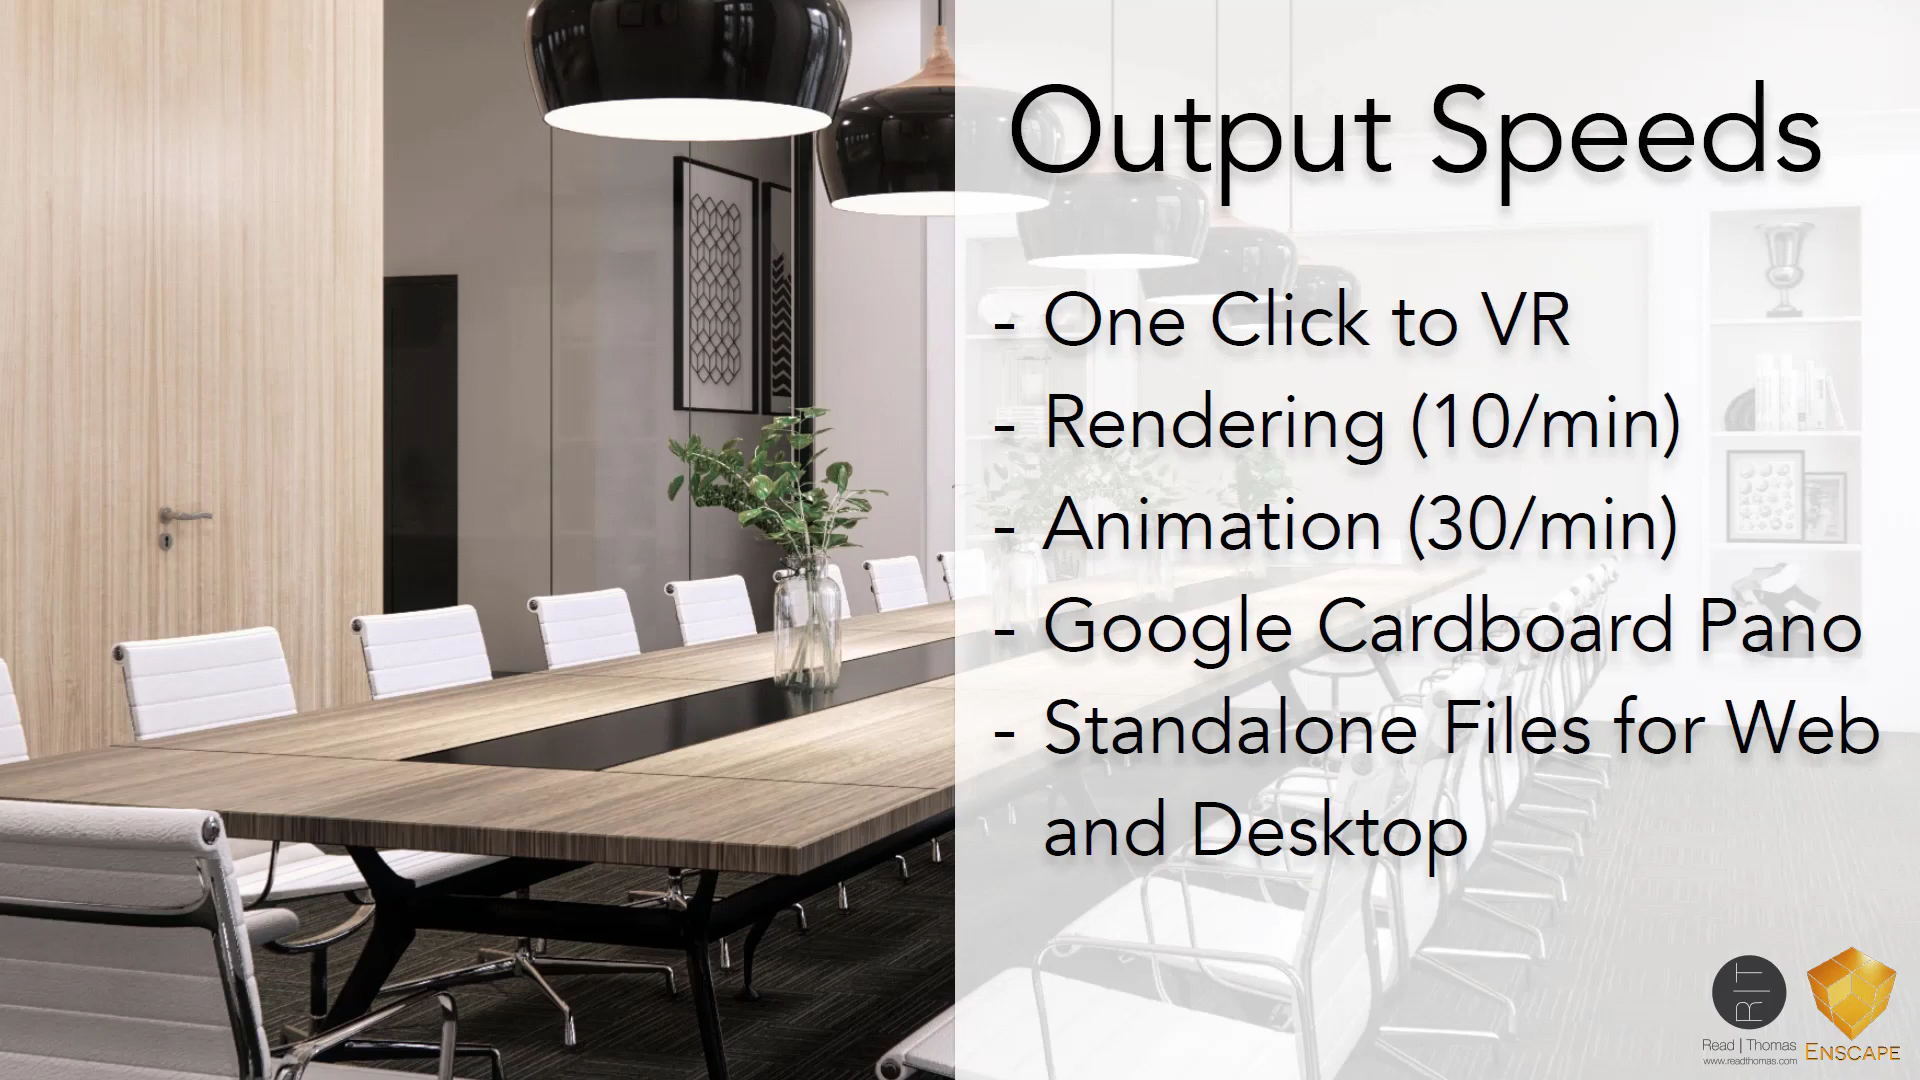 Output Speeds
- One Click to VR
- Rendering (10/min)
- Animation (30/min)
- Google Cardboard Pano
- Standalone Files for Web
and Desktop
R|T
Read | Thomas
www.readthomas.com
ENSCAPE